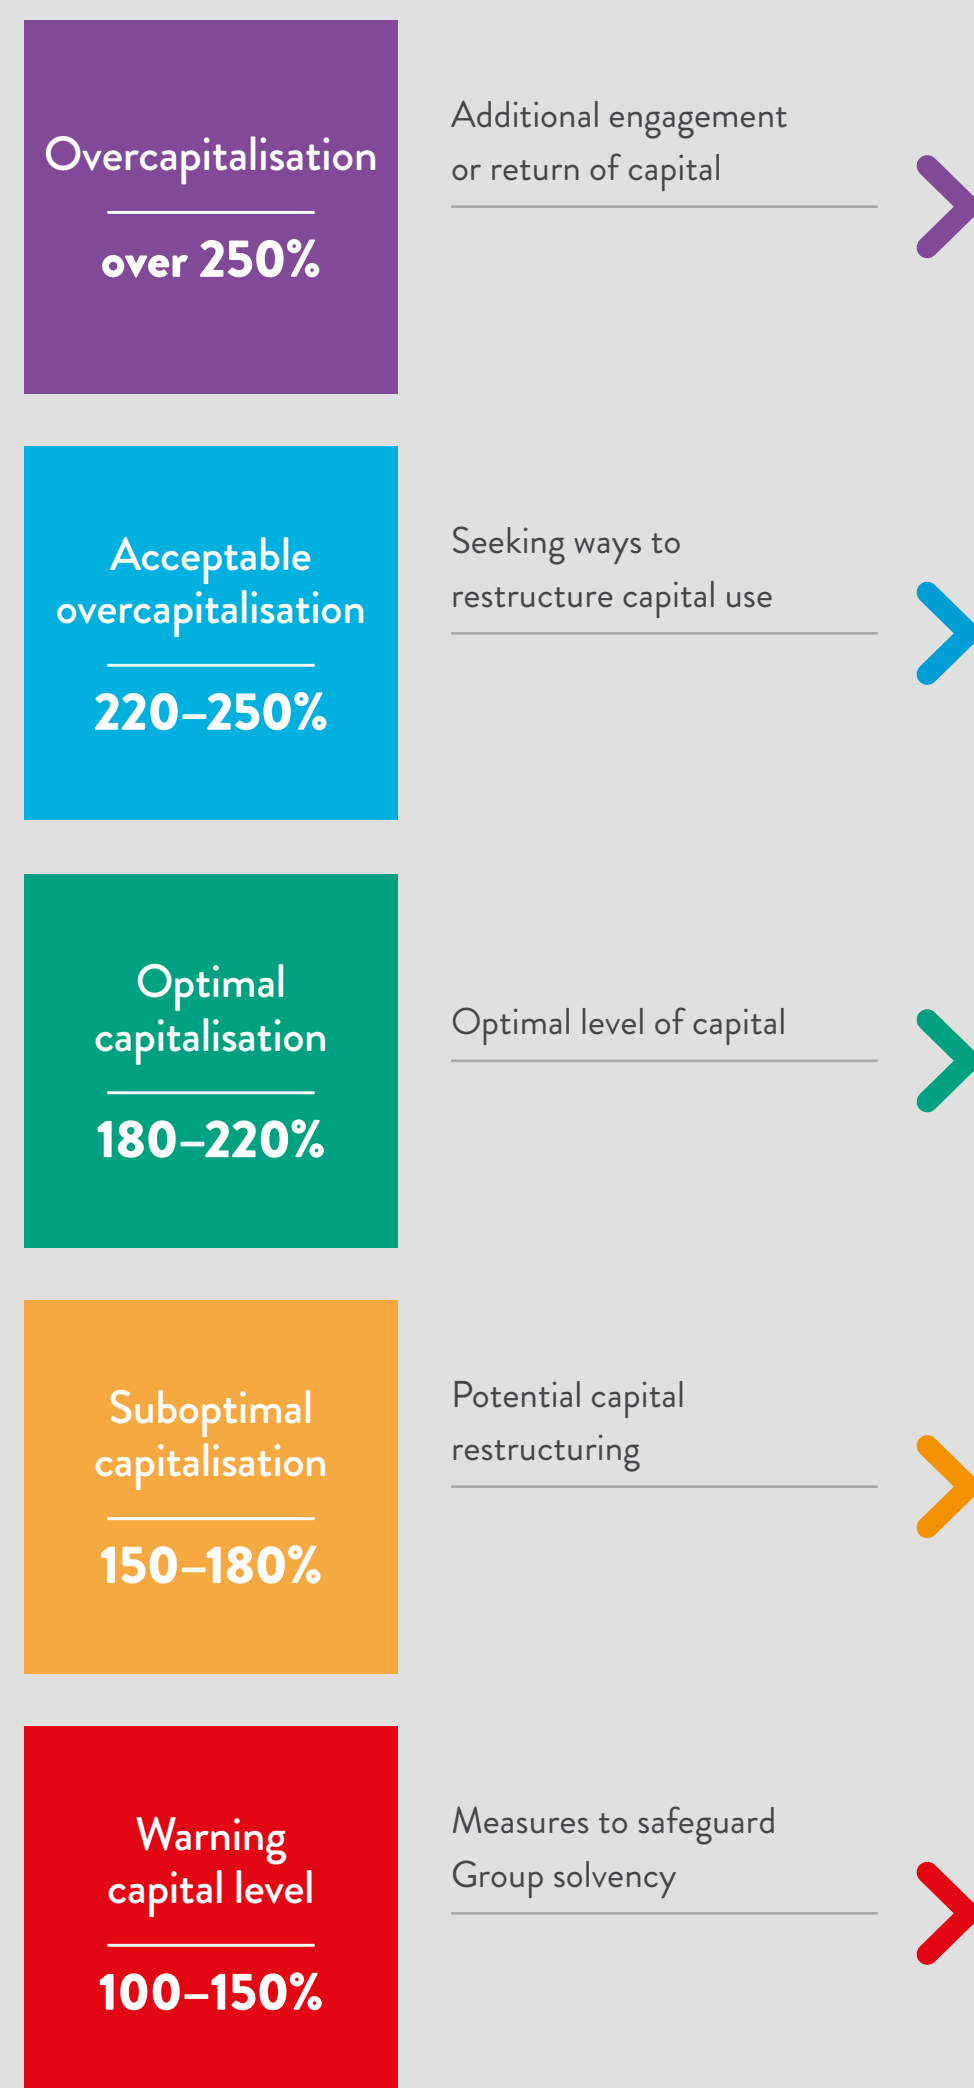 Overcapitalisation
over 250%
Additional engagement
or return of capital
Acceptable
overcapitalisation
220–250%
Seeking ways to
restructure capital use
Optimal
capitalisation
180–220%
Optimal level of capital
Suboptimal
capitalisation
150–180%
Potential capital
restructuring
Warning
capital level
100–150%
Measures to safeguard
Group solvency